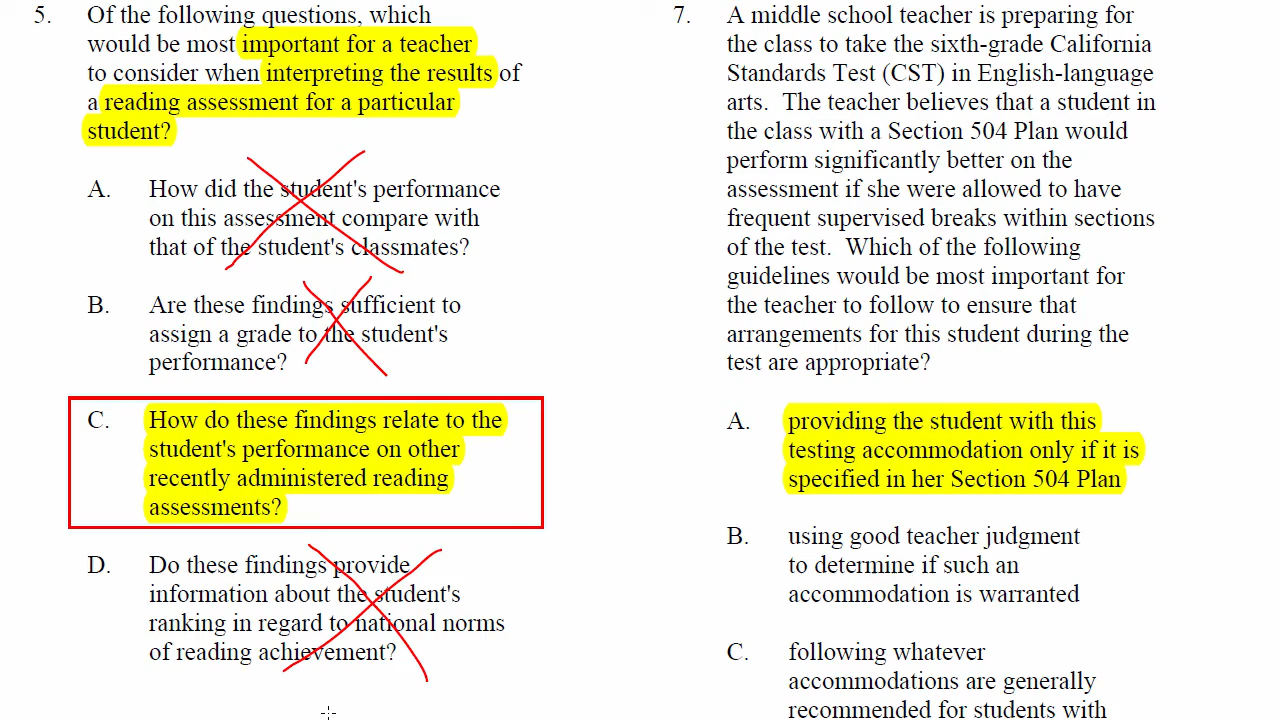 5. Of the following questions, which
would be most important for a teacher
to consider when interpreting the results of
a reading assessment for a particular
student?
A. How did the student's performance
on this assessment compare with
that of the student's classmates?
B. Are these findings sufficient to
assign a grade to the student's
performance?
C. How do these findings relate to the
student's performance on other
recently administered reading
assessments?
D. Do these findings provide
information about the student's
ranking in regard to national norms
of reading achievement?
7. A middle school teacher is preparing for
the class to take the sixth-grade California
Standards Test (CST) in English-language
arts. The teacher believes that a student in
the class with a Section 504 Plan would
perform significantly better on the
assessment if she were allowed to have
frequent supervised breaks within sections
of the test. Which of the following
guidelines would be most important for
the teacher to follow to ensure that
arrangements for this student during the
test are appropriate?
A. providing the student with this
testing accommodation only if it is
specified in her Section 504 Plan
B. using good teacher judgment
to determine if such an
accommodation is warranted
C. following whatever
accommodations are generally
recommended for students with